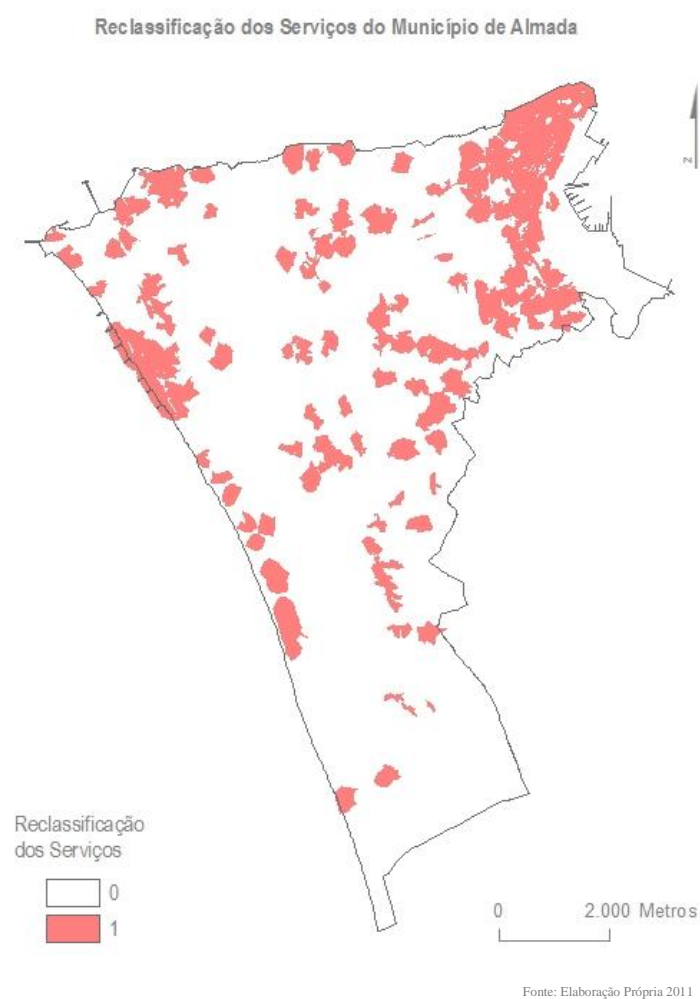 Reclassificação dos Serviços do Município de Almada
N
Reclassificação
dos Serviços
0
1
0 2.000 Metros
Fonte: Elaboração Própria 2011